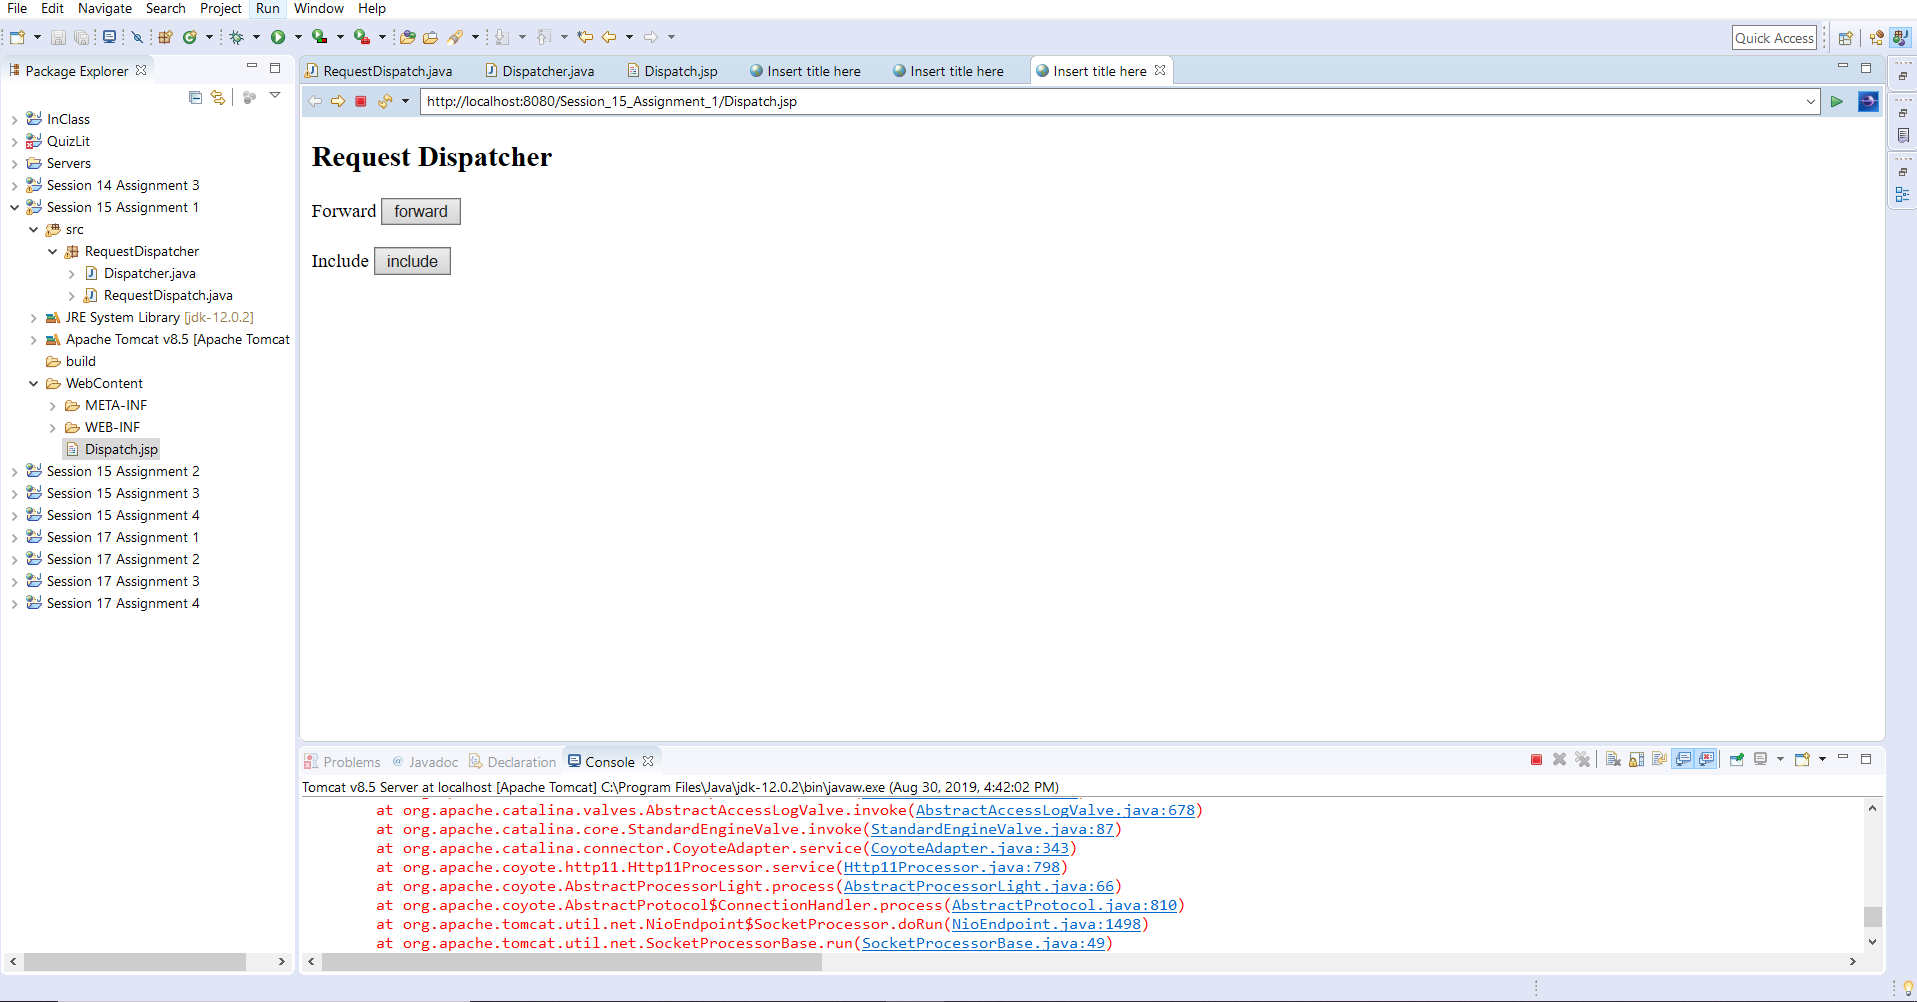 File Edit Navigate Search Project Run Window Help
Quick Access
Package Explorer
RequestDispatch.java Dispatcher.java Dispatch.jsp Insert title here Insert title here Insert title here
http://localhost:8080/Session_15_Assignment_1/Dispatch.jsp
InClass
QuizLit
Servers
Session 14 Assignment 3
Session 15 Assignment 1
src
RequestDispatcher
Dispatcher.java
RequestDispatch.java
JRE System Library [jdk-12.0.2]
Apache Tomcat v8.5 [Apache Tomcat
build
WebContent
META-INF
WEB-INF
Dispatch.jsp
Session 15 Assignment 2
Session 15 Assignment 3
Session 15 Assignment 4
Session 17 Assignment 1
Session 17 Assignment 2
Session 17 Assignment 3
Session 17 Assignment 4
Request Dispatcher
Forward forward
Include include
Problems @ Javadoc Declaration Console
Tomcat v8.5 Server at localhost [Apache Tomcat] C:\Program Files\Java\jdk-12.0.2\bin\javaw.exe (Aug 30, 2019, 4:42:02 PM)
at org.apache.catalina.valves.AbstractAccessLogValve.invoke(AbstractAccessLogValve.java:678)
at org.apache.catalina.core.StandardEngineValve.invoke(StandardEngineValve.java:87)
at org.apache.catalina.connector.CoyoteAdapter.service(CoyoteAdapter.java:343)
at org.apache.coyote.http11.Http11Processor.service(Http11Processor.java:798)
at org.apache.coyote.AbstractProcessorLight.process(AbstractProcessorLight.java:66)
at org.apache.coyote.AbstractProtocol$ConnectionHandler.process(AbstractProtocol.java:810)
at org.apache.tomcat.util.net.NioEndpoint$SocketProcessor.doRun(NioEndpoint.java:1498)
at org.apache.tomcat.util.net.SocketProcessorBase.run(SocketProcessorBase.java:49)